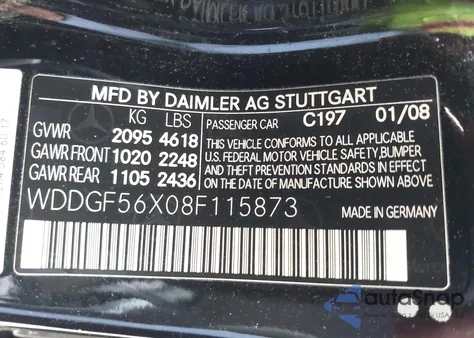 MFD BY DAIMLER AG STUTTGART
KG LBS
GVWR 2095 4618
GAWR FRONT 1020 2248
GAWR REAR 1105 2436
PASSENGER CAR C197 01/08
THIS VEHICLE CONFORMS TO ALL APPLICABLE
U.S. FEDERAL MOTOR VEHICLE SAFETY, BUMPER
AND THEFT PREVENTION STANDARDS IN
EFFECT ON THE DATE OF MANUFACTURE
SHOWN ABOVE.
WDDGF56X08F115873
MADE IN GERMANY
autosnap